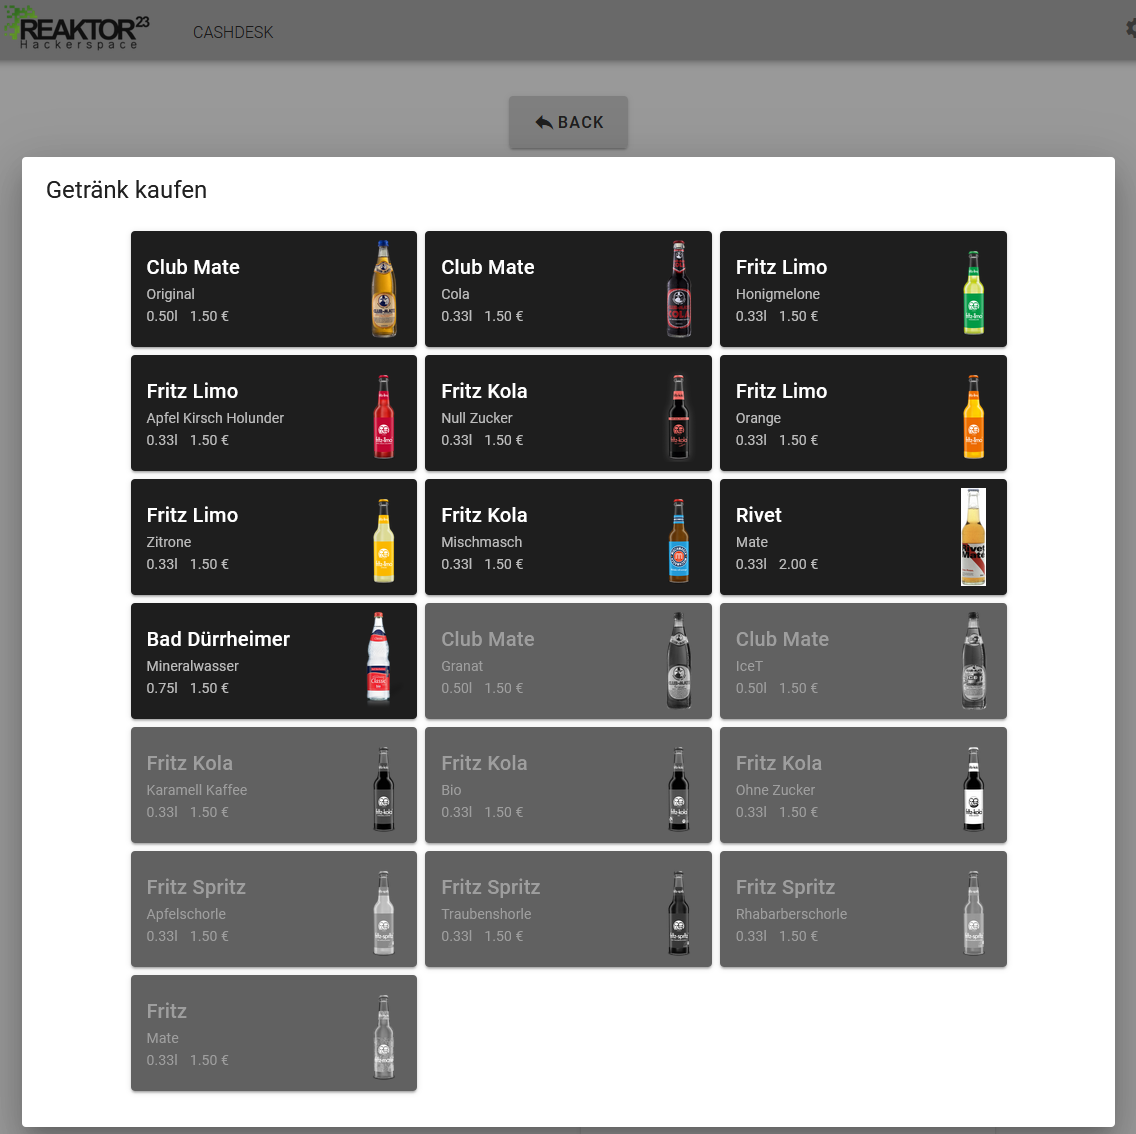 REAKTOR23
Hackerspace
CASHDESK
BACK
Getränk kaufen
Club Mate
Original
0.50l 1.50 €
Club Mate
Cola
0.33l 1.50 €
Fritz Limo
Honigmelone
0.33l 1.50 €
Fritz Limo
Apfel Kirsch Holunder
0.33l 1.50 €
Fritz Kola
Null Zucker
0.33l 1.50 €
Fritz Limo
Orange
0.33l 1.50 €
Fritz Limo
Zitrone
0.33l 1.50 €
Fritz Kola
Mischmasch
0.33l 1.50 €
Rivet
Mate
0.33l 2.00 €
Rivet
Mate
Bad Dürrheimer
Mineralwasser
0.75l 1.50 €
Club Mate
Granat
0.50l 1.50 €
Club Mate
IceT
0.50l 1.50 €
Fritz Kola
Karamell Kaffee
0.33l 1.50 €
Fritz Kola
Bio
0.33l 1.50 €
Fritz Kola
Ohne Zucker
0.33l 1.50 €
Fritz Spritz
Apfelschorle
0.33l 1.50 €
Fritz Spritz
Traubenshorle
0.33l 1.50 €
Fritz Spritz
Rhabarberschorle
0.33l 1.50 €
Fritz
Mate
0.33l 1.50 €